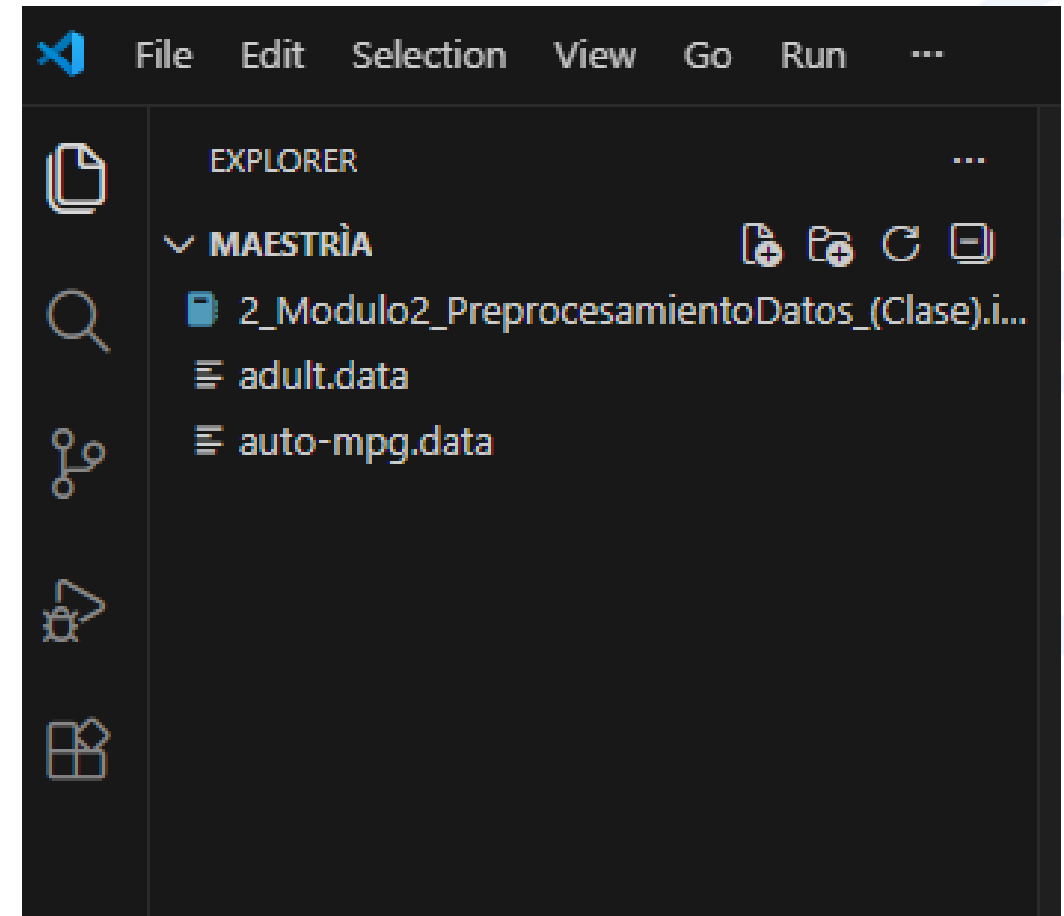 File Edit Selection View Go Run ...
EXPLORER ...
MAESTRÌA
2_Modulo2_PreprocesamientoDatos_(Clase).i...
adult.data
auto-mpg.data